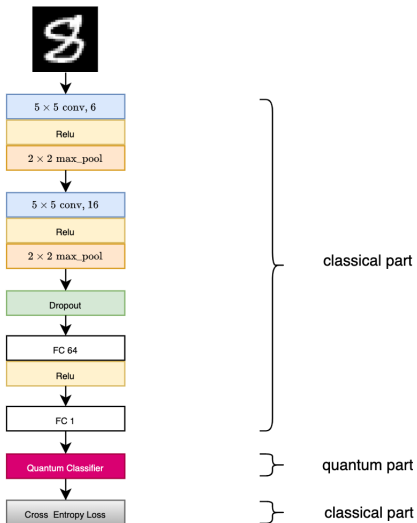 5 × 5 conv, 6
Relu
2 × 2 max_pool
5 × 5 conv, 16
Relu
2 × 2 max_pool
classical part
Dropout
FC 64
Relu
FC 1
Quantum Classifier
quantum part
Cross Entropy Loss
classical part